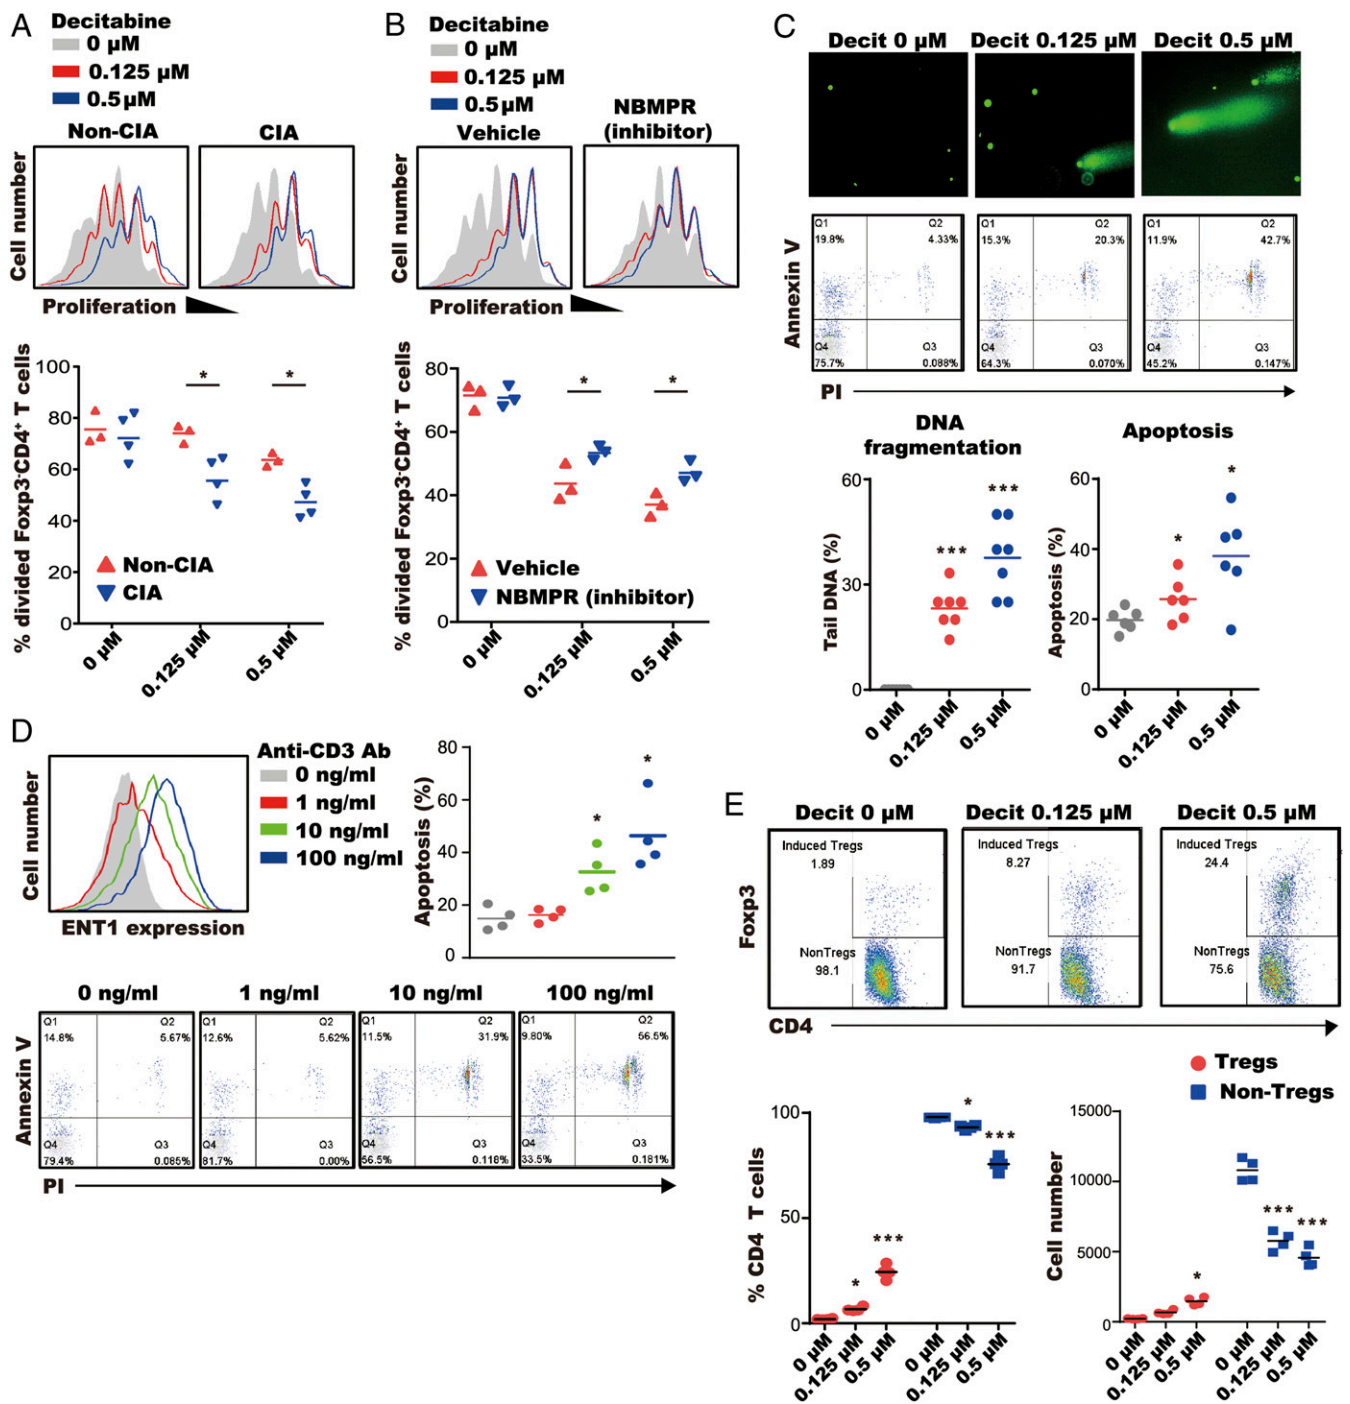 A
Decitabine
0 µM
0.125 µM
0.5µM
Non-CIA
CIA
Cell number
Proliferation
% divided Foxp3-CD4+ T cells
100
80
60
40
20
0
*
*
Non-CIA
CIA
0 µM
0.125 µM
0.5 µM
B
Decitabine
0 µM
0.125 µM
0.5µM
Vehicle
NBMPR
(inhibitor)
Cell number
Proliferation
% divided Foxp3-CD4+ T cells
80
60
40
80
0
*
*
Vehicle
NBMPR (inhibitor)
0 µM
0.125 µM
0.5 µM
C
Decit 0 µM
Decit 0.125 µM
Decit 0.5 µM
Annexin V
Q1
19.8%
Q2
4.33%
Q4
75.7%
Q3
0.088%
Q1
15.3%
Q2
20.3%
Q4
64.3%
Q3
0.070%
Q1
11.9%
Q2
42.7%
Q4
45.2%
Q3
0.147%
PI
DNA
fragmentation
Tail DNA (%)
60
30
0
***
***
0 µM
0.125 µM
0.5 µM
Apoptosis
Apoptosis (%)
60
40
20
0
*
*
0 µM
0.125 µM
0.5 µM
D
Cell number
ENT1 expression
Anti-CD3 Ab
0 ng/ml
1 ng/ml
10 ng/ml
100 ng/ml
Apoptosis (%)
80
60
40
20
0
*
*
0 ng/ml
1 ng/ml
10 ng/ml
100 ng/ml
Annexin V
Q1
14.8%
Q2
5.67%
Q4
79.4%
Q3
0.085%
Q1
12.6%
Q2
5.62%
Q4
81.7%
Q3
0.00%
Q1
11.5%
Q2
31.9%
Q4
56.5%
Q3
0.118%
Q1
9.80%
Q2
56.5%
Q4
33.5%
Q3
0.181%
PI
E
Decit 0 µM
Decit 0.125 µM
Decit 0.5 µM
Foxp3
Induced Tregs
1.89
NonTregs
98.1
Induced Tregs
8.27
NonTregs
91.7
Induced Tregs
24.4
NonTregs
75.6
CD4
Tregs
Non-Tregs
% CD4 T cells
100
50
0
*
***
*
***
0 µM
0.125 µM
0.5 µM
0 µM
0.125 µM
0.5 µM
Cell number
15000
10000
5000
0
*
***
***
0 µM
0.125 µM
0.5 µM
0 µM
0.125 µM
0.5 µM